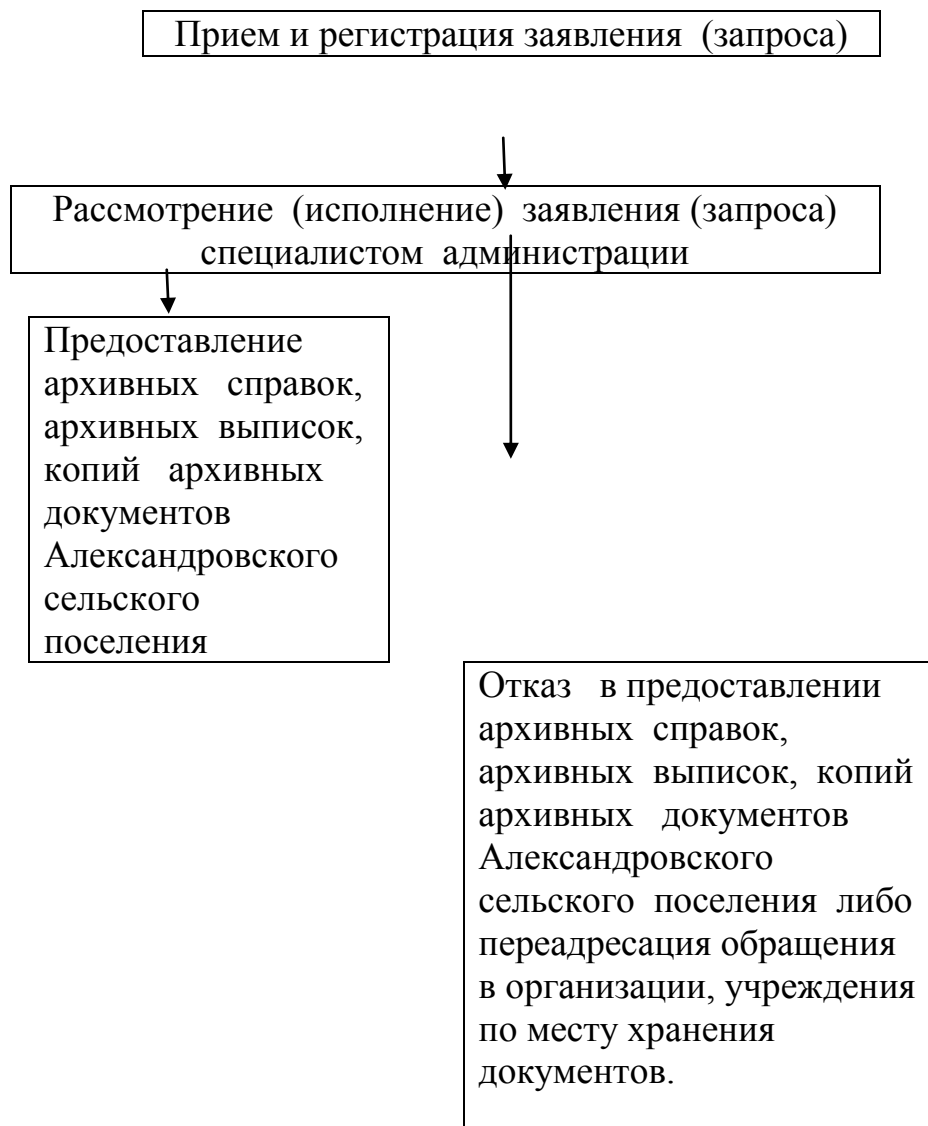 Прием и регистрация заявления (запроса)
Рассмотрение (исполнение) заявления (запроса)
специалистом администрации
Предоставление
архивных справок,
архивных выписок,
копий архивных
документов
Александровского
сельского
поселения
Отказ в предоставлении
архивных справок,
архивных выписок, копий
архивных документов
Александровского
сельского поселения либо
переадресация обращения
в организации, учреждения
по месту хранения
документов.